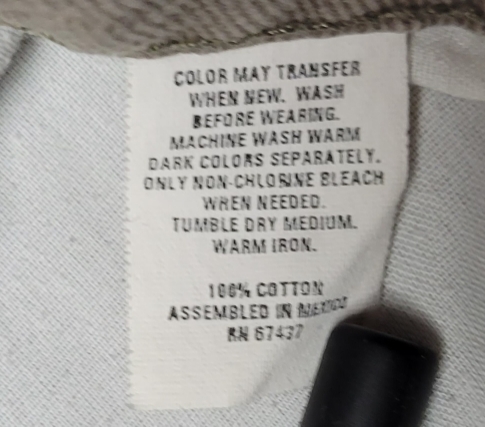 COLOR MAY TRANSFER
WHEN NEW. WASH
BEFORE WEARING.
MACHINE WASH WARM
DARK COLORS SEPARATELY.
ONLY NON-CHLORINE BLEACH
WHEN NEEDED.
TUMBLE DRY MEDIUM.
WARM IRON.
100% COTTON
ASSEMBLED IN MEXICO
RN 67437